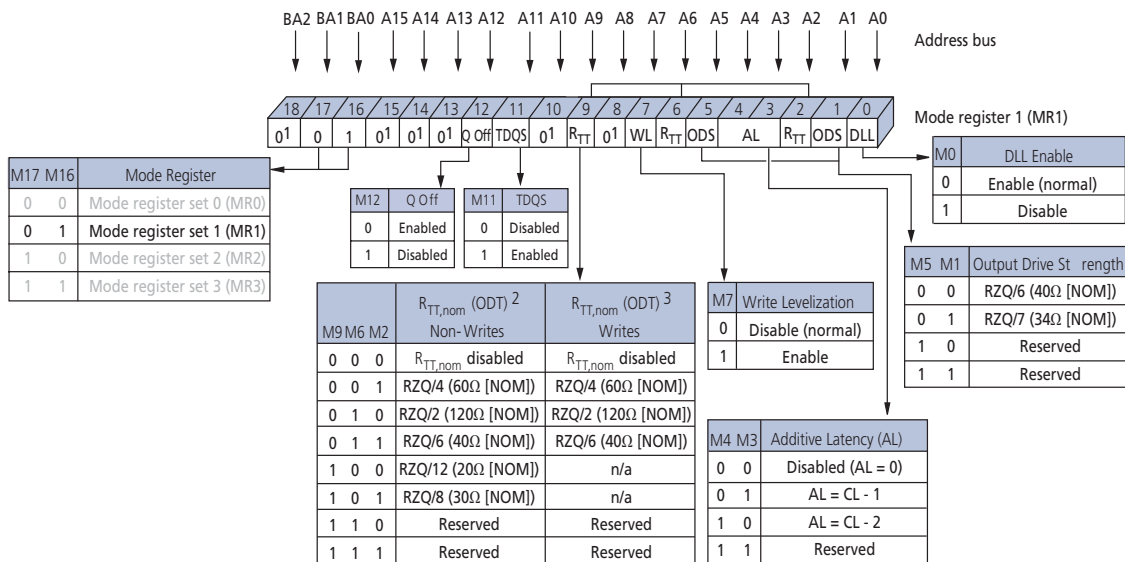 BA2 BA1 BA0 A15 A14 A13 A12 A11 A10 A9 A8 A7 A6 A5 A4 A3 A2 A1 A0
Address bus
18 17 16 15 14 13 12 11 10 9 8 7 6 5 4 3 2 1 0
0¹ 0 1 0¹ 0¹ 0¹ Q Off TDQS 0¹ RTT 0¹ WL RTT ODS AL RTT ODS DLL
Mode register 1 (MR1)
M17 M16 Mode Register
0 0 Mode register set 0 (MR0)
0 1 Mode register set 1 (MR1)
1 0 Mode register set 2 (MR2)
1 1 Mode register set 3 (MR3)
M12 Q Off
0 Enabled
1 Disabled
M11 TDQS
0 Disabled
1 Enabled
M0 DLL Enable
0 Enable (normal)
1 Disable
M5 M1 Output Drive St rength
0 0 RZQ/6 (40Ω [NOM])
0 1 RZQ/7 (34Ω [NOM])
1 0 Reserved
1 1 Reserved
M9 M6 M2
RTT,nom (ODT) 2
Non-Writes
RTT,nom (ODT) 3
Writes
0 0 0 RTT,nom disabled RTT,nom disabled
0 0 1 RZQ/4 (60Ω [NOM]) RZQ/4 (60Ω [NOM])
0 1 0 RZQ/2 (120Ω [NOM]) RZQ/2 (120Ω [NOM])
0 1 1 RZQ/6 (40Ω [NOM]) RZQ/6 (40Ω [NOM])
1 0 0 RZQ/12 (20Ω [NOM]) n/a
1 0 1 RZQ/8 (30Ω [NOM]) n/a
1 1 0 Reserved Reserved
1 1 1 Reserved Reserved
M7 Write Levelization
0 Disable (normal)
1 Enable
M4 M3 Additive Latency (AL)
0 0 Disabled (AL = 0)
0 1 AL = CL - 1
1 0 AL = CL - 2
1 1 Reserved